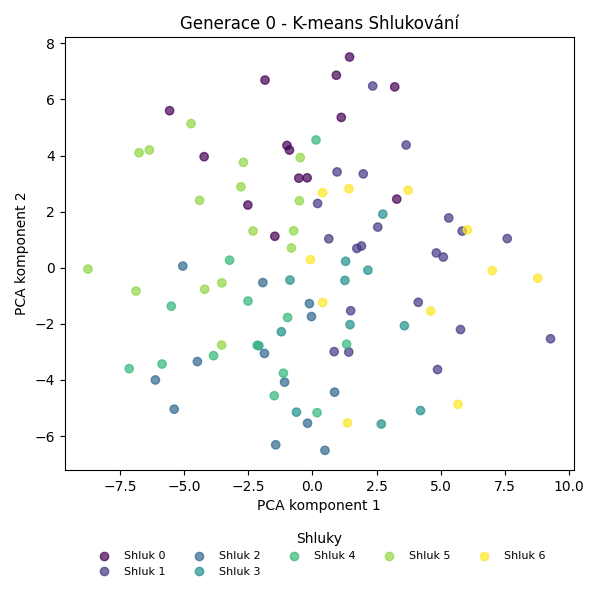 Generace 0 - K-means Shlukování
8
6
4
2
0
−2
−4
−6
PCA komponent 2
−7.5 −5.0 −2.5 0.0 2.5 5.0 7.5 10.0
PCA komponent 1
Shluky
Shluk 0 Shluk 2 Shluk 4 Shluk 5 Shluk 6
Shluk 1 Shluk 3